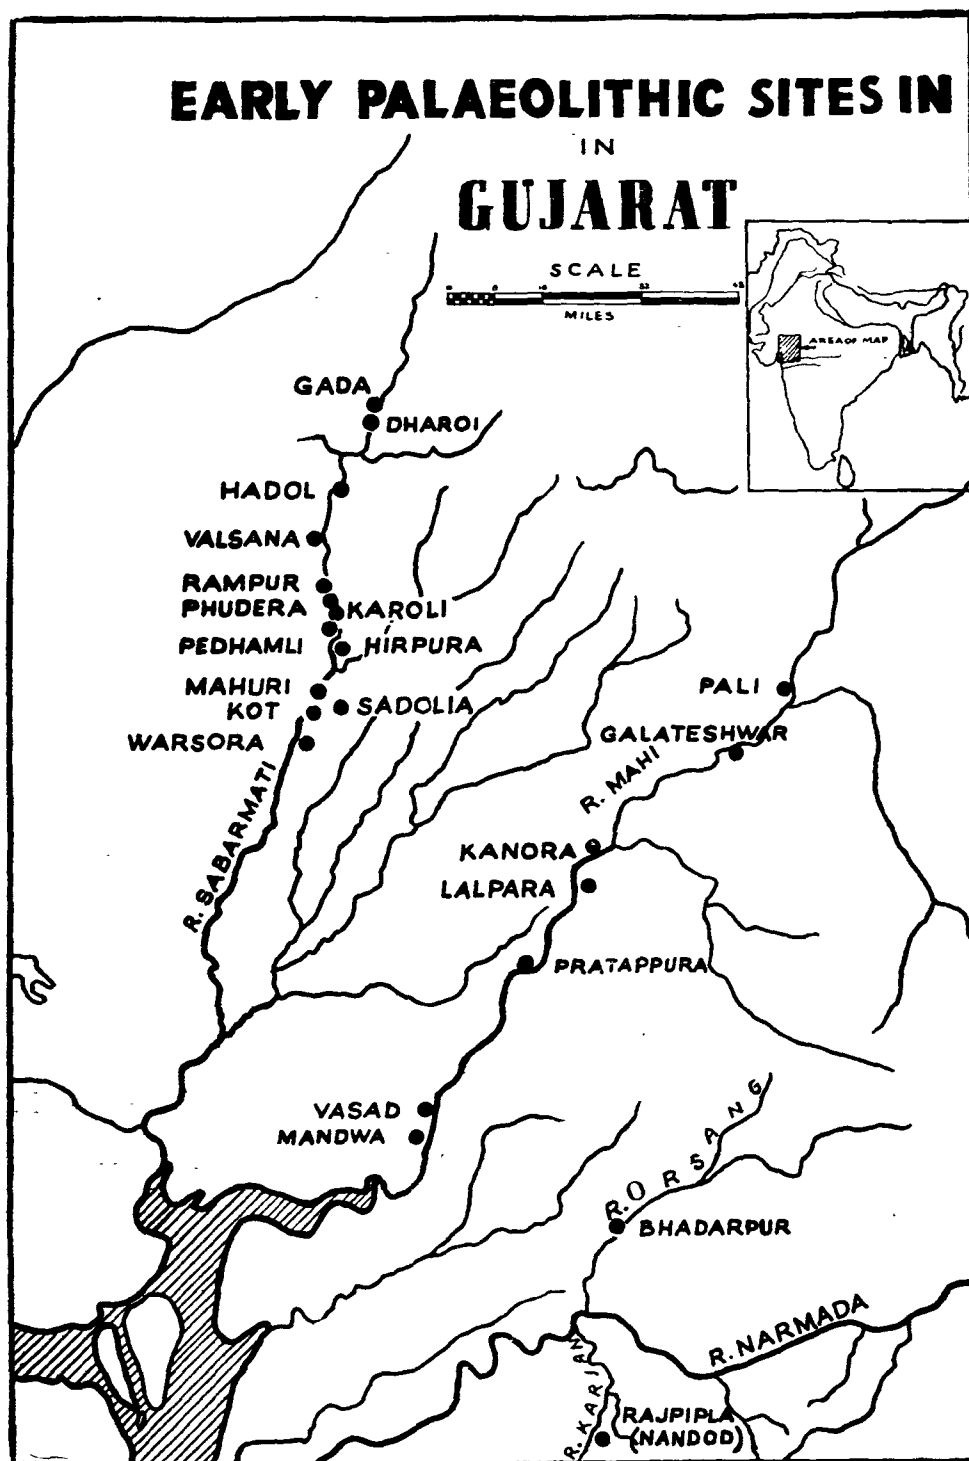 EARLY PALAEOLITHIC SITES IN
IN
GUJARAT
SCALE
MILES
AREA OF MAP
GADA
DHAROI
HADOL
VALSANA
RAMPUR
PHUDERA
KAROLI
PEDHAMLI
HIRPURA
MAHURI
KOT
SADOLIA
WARSORA
PALI
GALATESHWAR
R. MAHI
R. SABARMATI
KANORA
LALPARA
PRATAPPURA
VASAD
MANDWA
R. ORSANG
BHADARPUR
R. NARMADA
R. KARJAN
RAJPIPLA
(NANDOD)